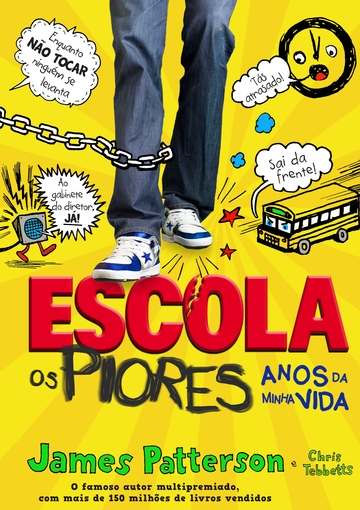 Enquanto
NÃO TOCAR
ninguém se
levanta
Tás
atrasado!
Sai da
frente!
Ao
gabinete
do diretor,
JÁ!
ESCOLA
OS PIORES
ANOS DA
MINHA VIDA
James Patterson e Chris
Tebbetts
O famoso autor multipremiado,
com mais de 150 milhões de livros vendidos